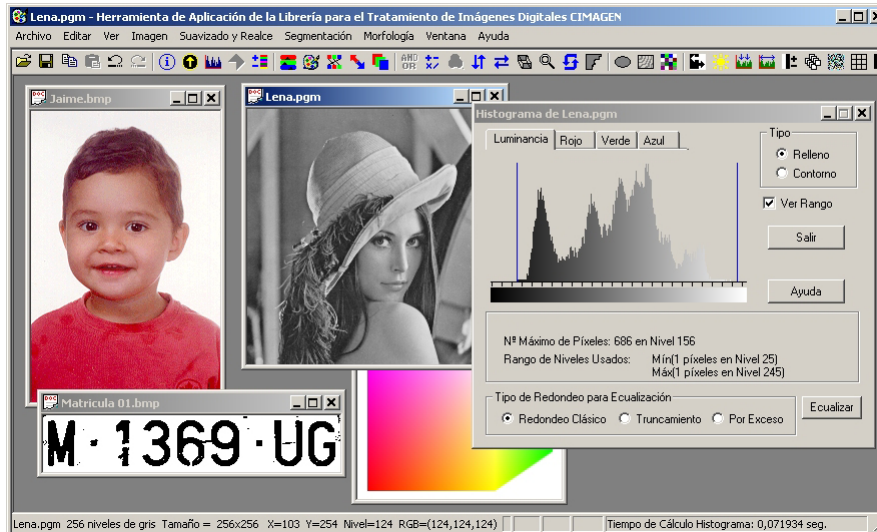 Lena.pgm - Herramienta de Aplicación de la Librería para el Tratamiento de Imágenes Digitales CIMAGEN
Archivo Editar Ver Imagen Suavizado y Realce Segmentación Morfología Ventana Ayuda
AND
OR
Jaime.bmp
Lena.pgm
Histograma de Lena.pgm
Luminancia Rojo Verde Azul
Tipo
Relleno
Contorno
Ver Rango
Salir
Ayuda
Nº Máximo de Píxeles: 686 en Nivel 156
Rango de Niveles Usados: Mín(1 píxeles en Nivel 25)
Máx(1 píxeles en Nivel 245)
Tipo de Redondeo para Ecualización
Redondeo Clásico Truncamiento Por Exceso
Ecualizar
Matricula 01.bmp
M·1369·UG
Lena.pgm 256 niveles de gris Tamaño = 256x256 X=103 Y=254 Nivel=124 RGB=(124,124,124) Tiempo de Cálculo Histograma: 0,071934 seg.